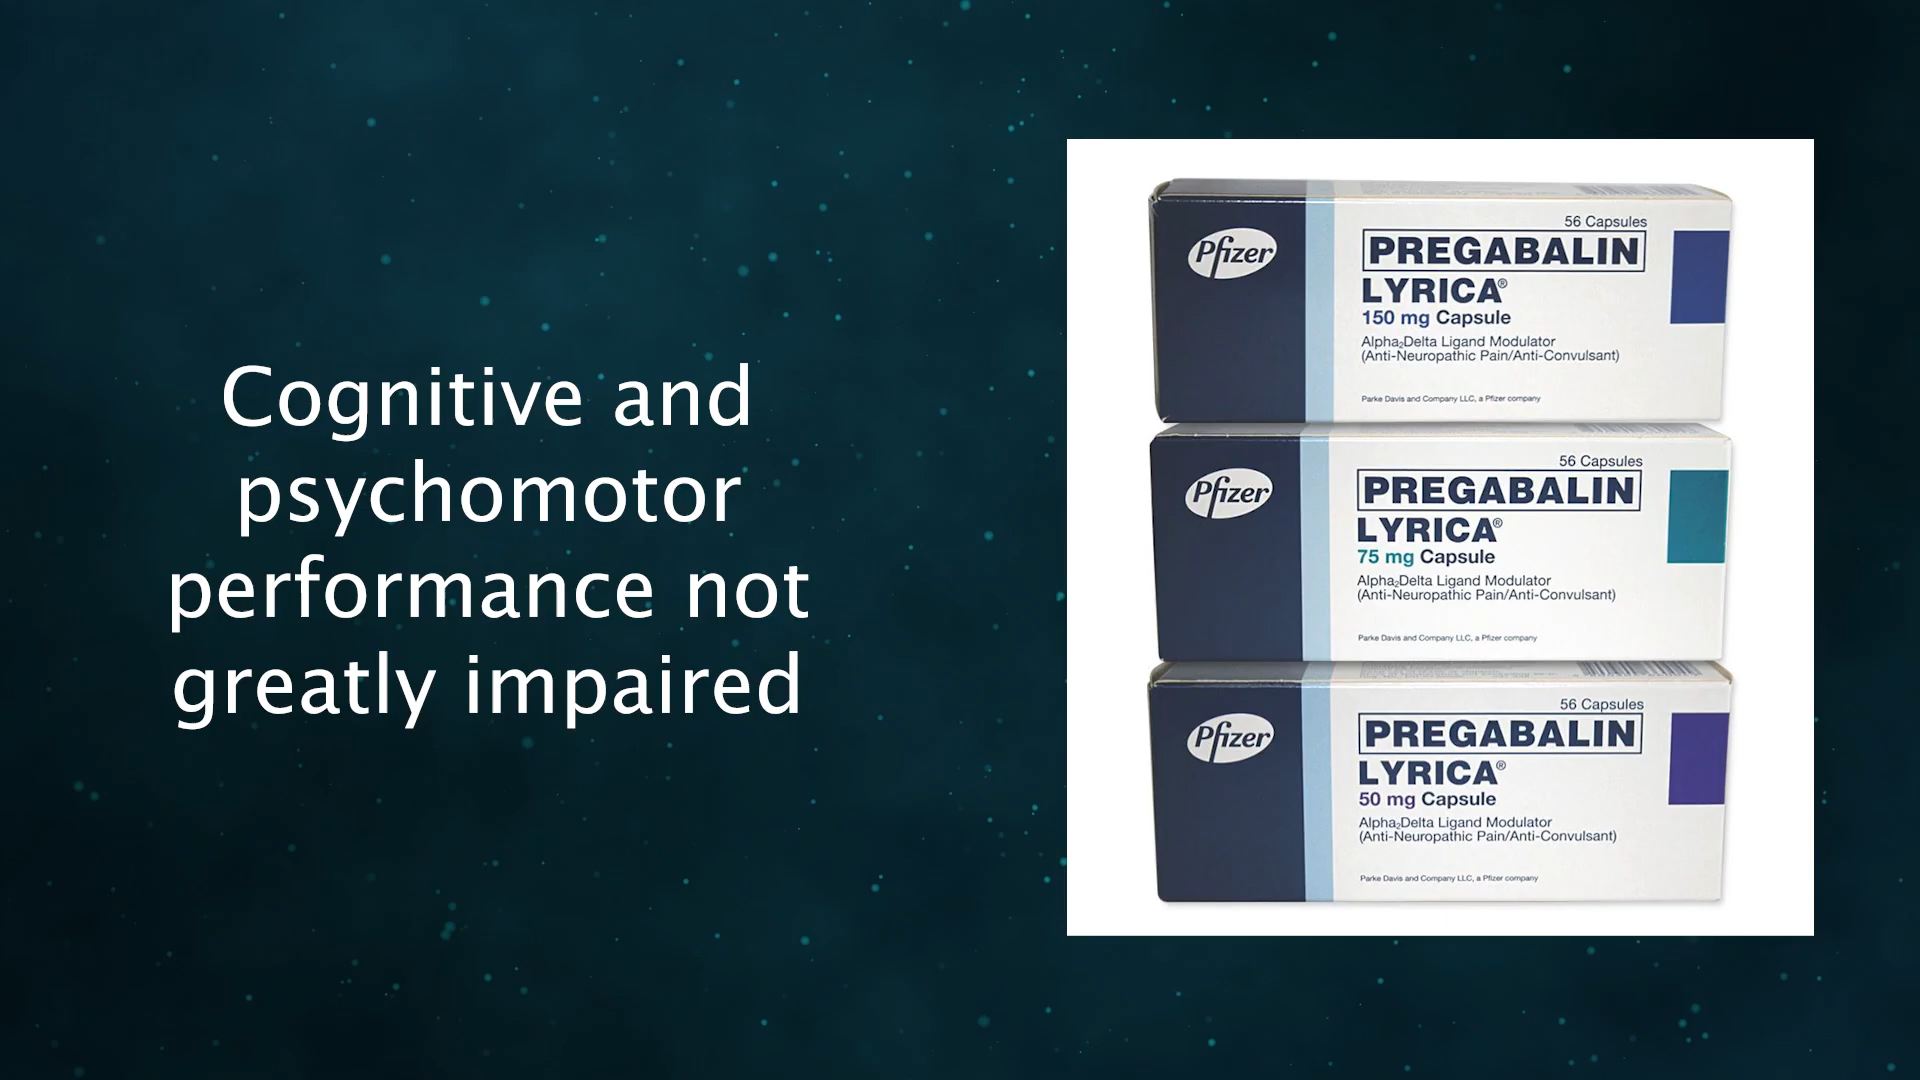 Cognitive and
psychomotor
performance not
greatly impaired
56 Capsules
Pfizer
PREGABALIN
LYRICA®
150 mg Capsule
Alpha₂Delta Ligand Modulator
(Anti-Neuropathic Pain/Anti-Convulsant)
Parke Davis and Company LLC, a Pfizer company
56 Capsules
Pfizer
PREGABALIN
LYRICA®
75 mg Capsule
Alpha₂Delta Ligand Modulator
(Anti-Neuropathic Pain/Anti-Convulsant)
Parke Davis and Company LLC, a Pfizer company
56 Capsules
Pfizer
PREGABALIN
LYRICA®
50 mg Capsule
Alpha₂Delta Ligand Modulator
(Anti-Neuropathic Pain/Anti-Convulsant)
Parke Davis and Company LLC, a Pfizer company